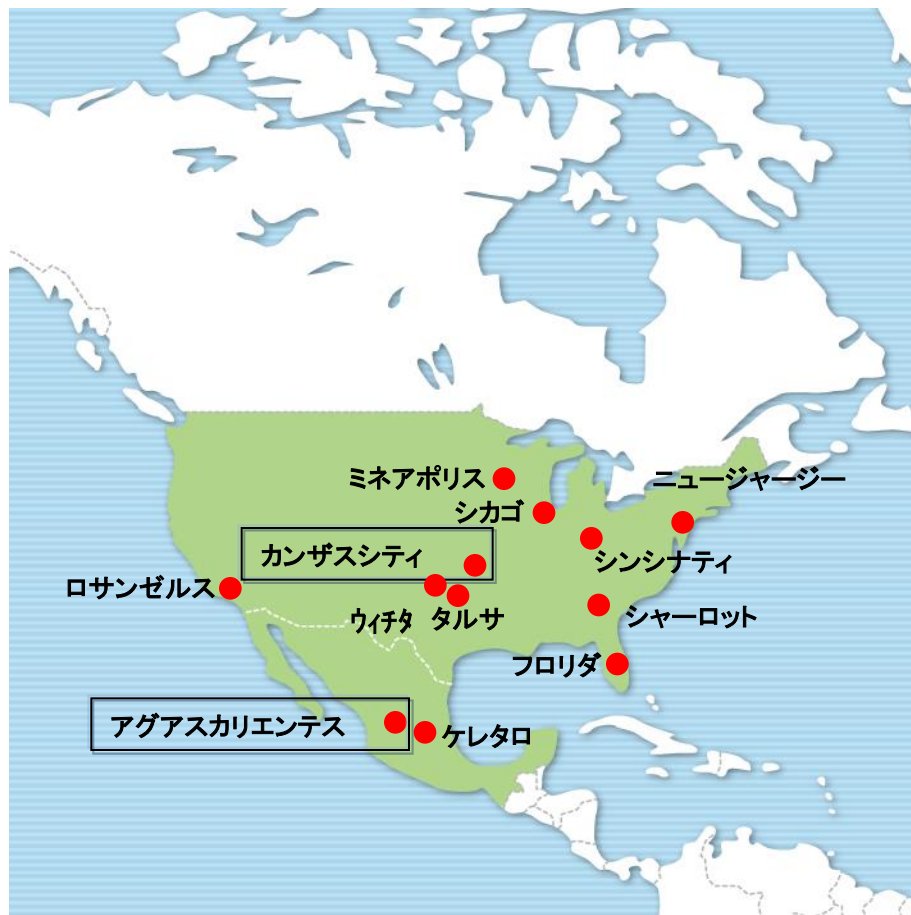 ミネアポリス
ニュージャージー
シカゴ
カンザスシティ
シンシナティ
ロサンゼルス
ウィチタ
タルサ
シャーロット
フロリダ
アグアスカリエンテス
ケレタロ